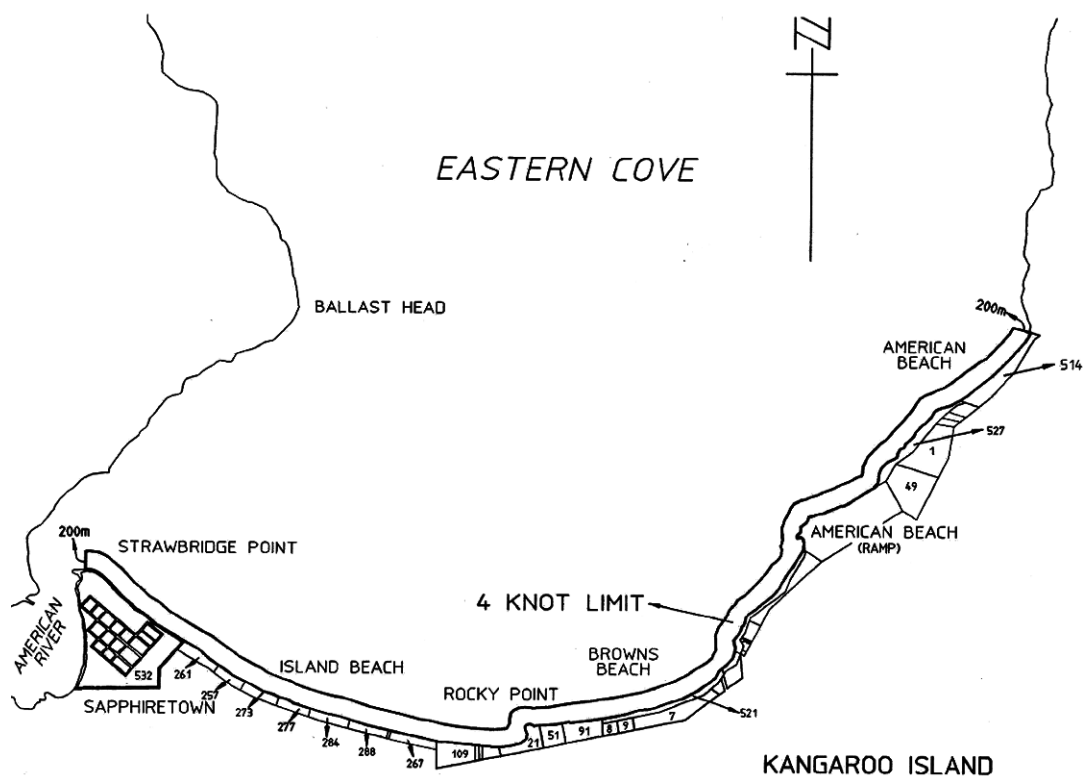 N
EASTERN COVE
BALLAST HEAD
200m
AMERICAN
BEACH
514
527
1
49
AMERICAN BEACH
(RAMP)
200m
STRAWBRIDGE POINT
4 KNOT LIMIT
AMERICAN
RIVER
BROWNS
BEACH
ISLAND BEACH
ROCKY POINT
532
261
SAPPHIRETOWN
257
273
277
284
288
267
109
21
51
91
8
9
7
521
KANGAROO ISLAND